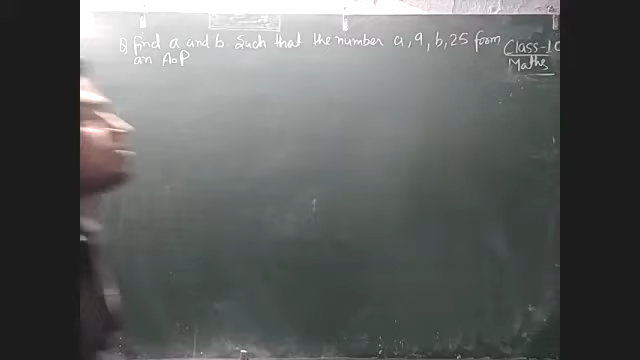 Q find a and b such that the number a, 9, b, 25 form
an A.P
Class-10
Maths